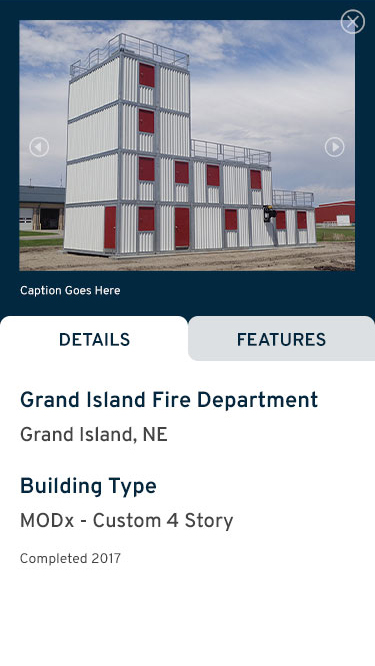 Caption Goes Here
DETAILS
FEATURES
Grand Island Fire Department
Grand Island, NE
Building Type
MODx - Custom 4 Story
Completed 2017